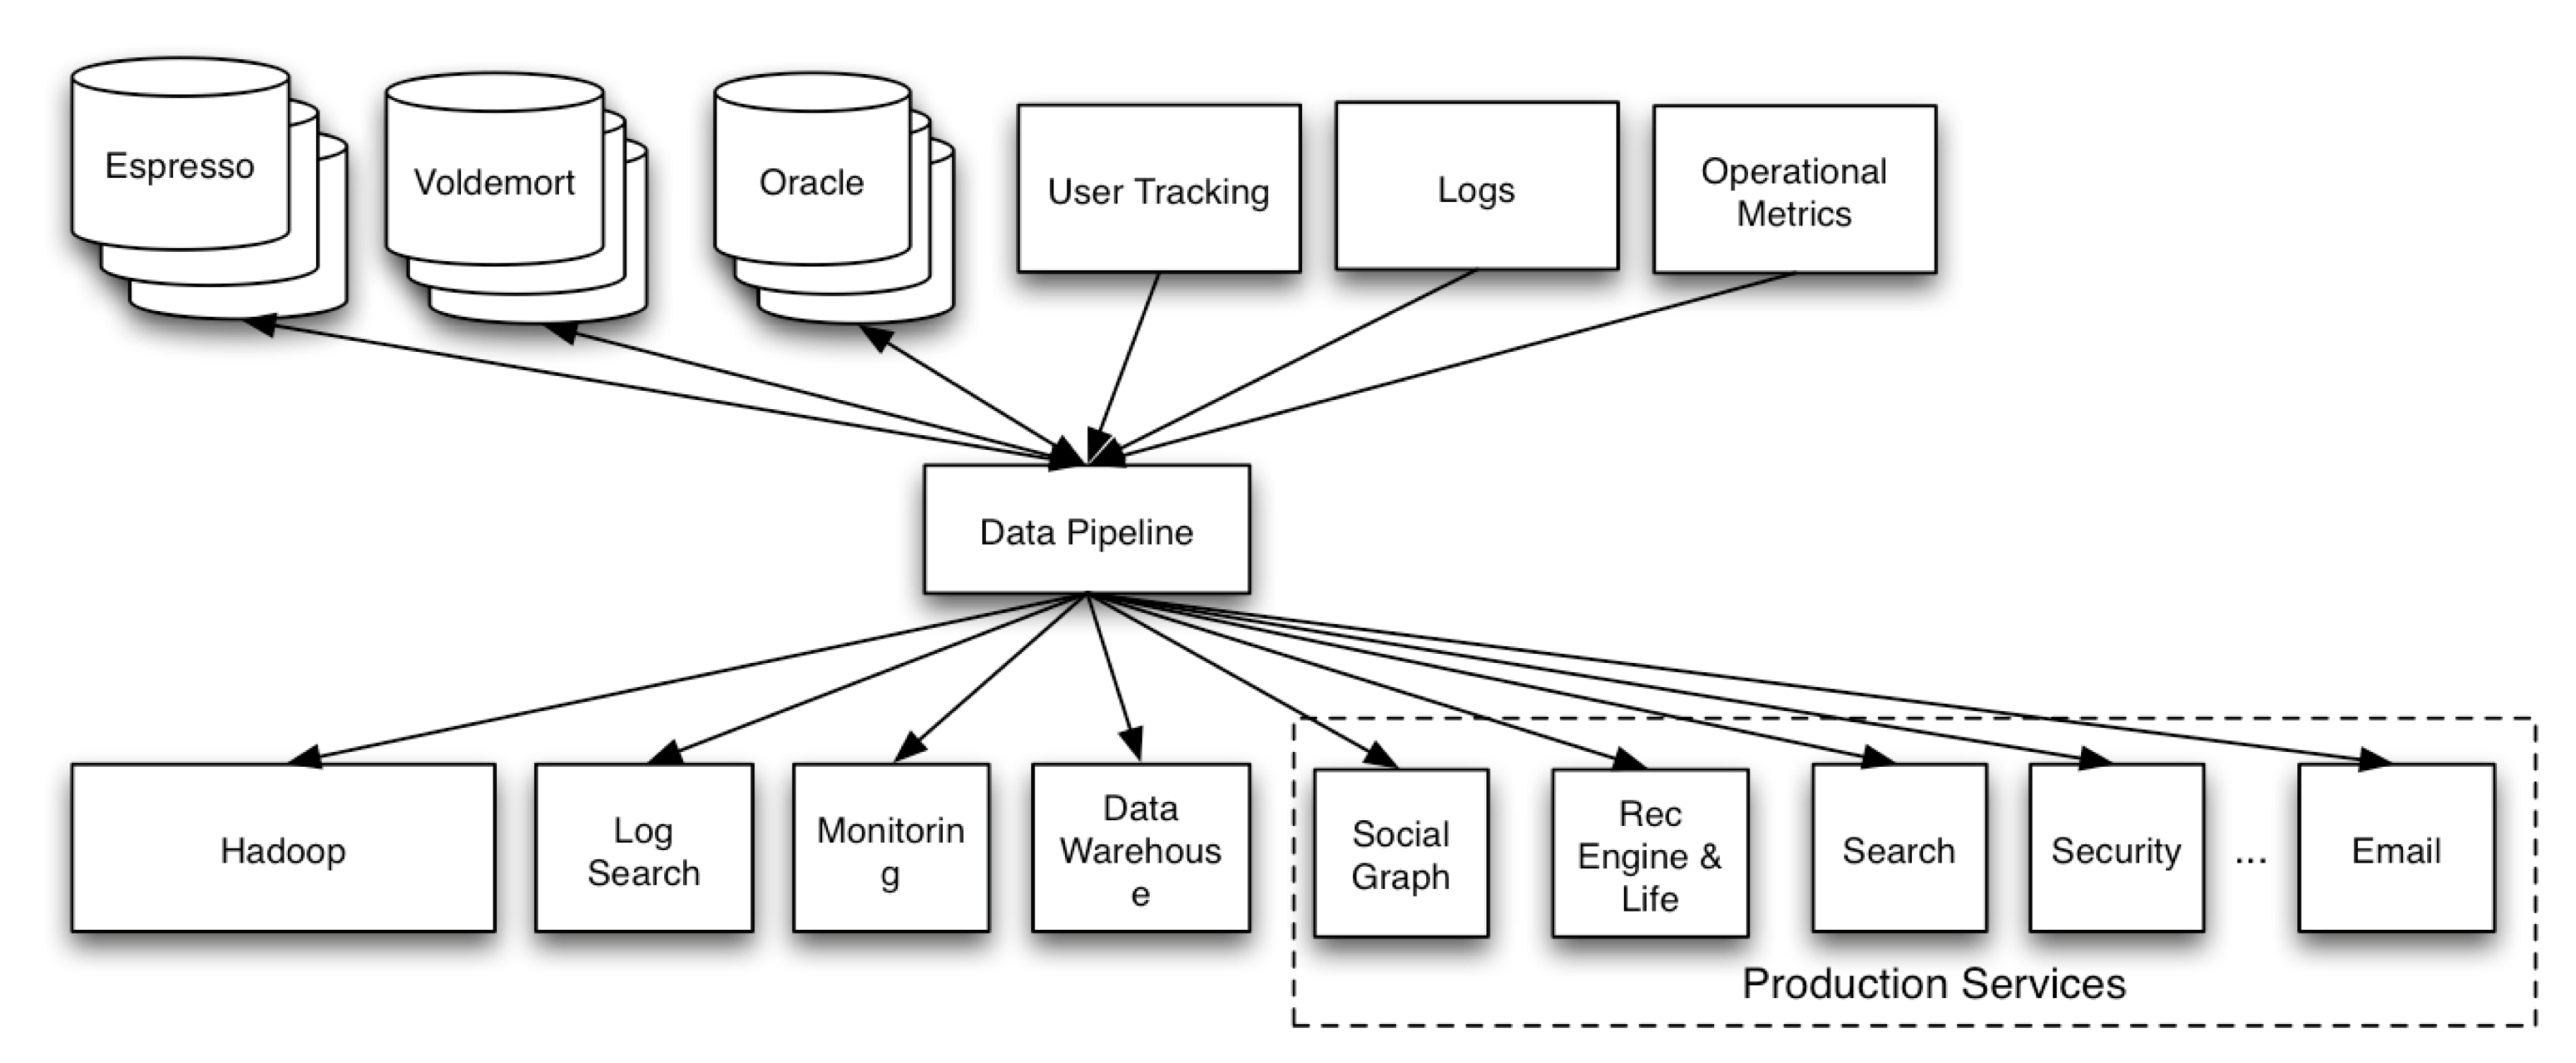 Espresso
Voldemort
Oracle
User Tracking
Logs
Operational
Metrics
Data Pipeline
Hadoop
Log
Search
Monitorin
g
Data
Warehous
e
Social
Graph
Rec
Engine &
Life
Search
Security
...
Email
Production Services